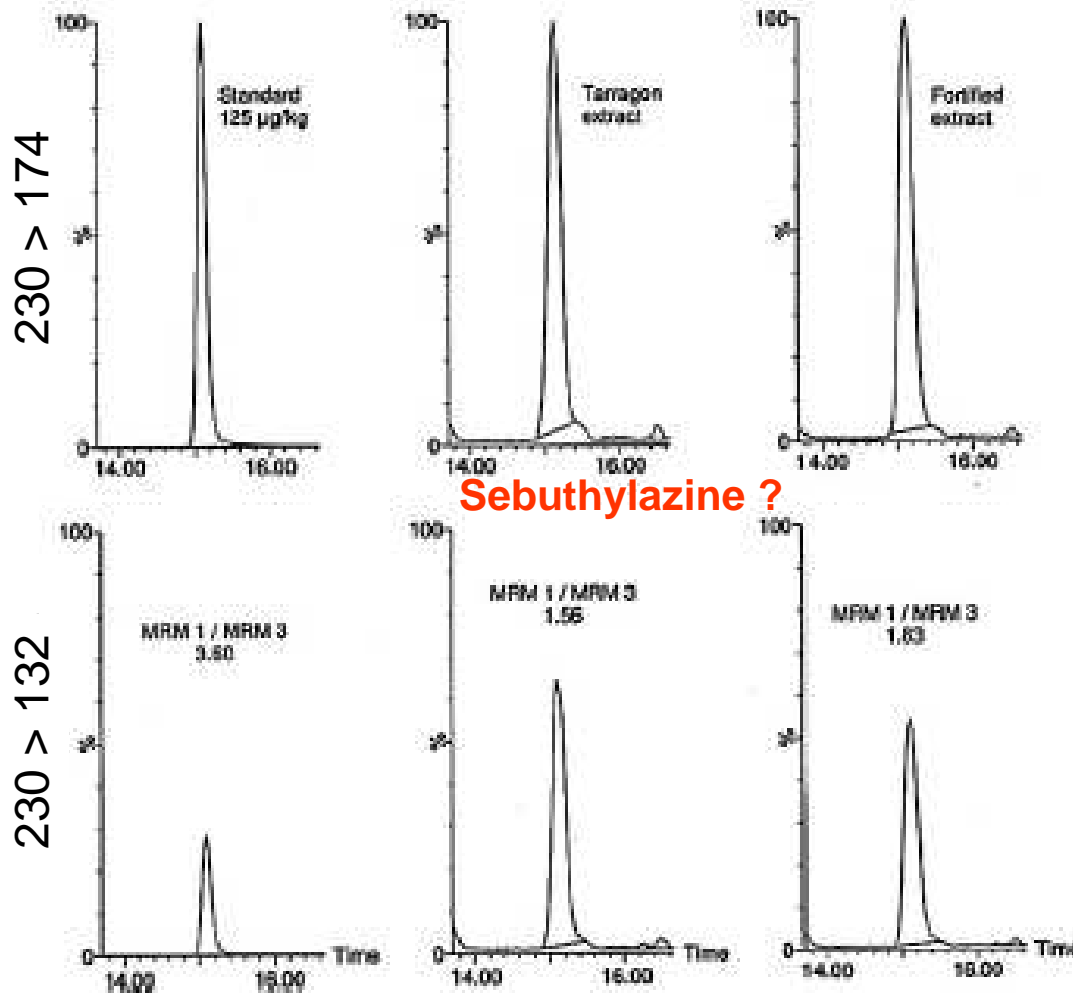 230 > 174
100
%
0
14.00 16.00
Standard
125 µg/kg
100
%
0
14.00 16.00
Tarragon
extract
100
%
0
14.00 16.00
Fortified
extract
Sebuthylazine ?
230 > 132
100
%
0
14.00 16.00
Time
MRM 1 / MRM 3
3.60
100
%
0
14.00 16.00
Time
MRM 1 / MRM 3
1.56
100
%
0
14.00 16.00
Time
MRM 1 / MRM 3
1.83